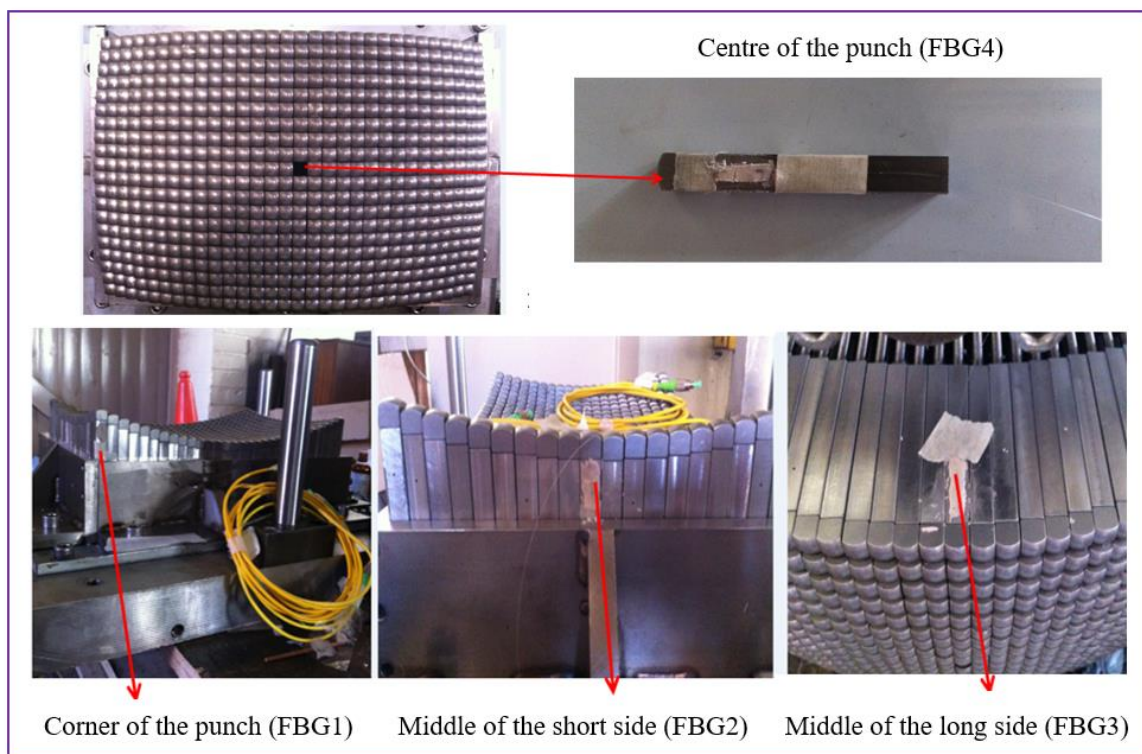 Centre of the punch (FBG4)
:
Corner of the punch (FBG1)
Middle of the short side (FBG2)
Middle of the long side (FBG3)